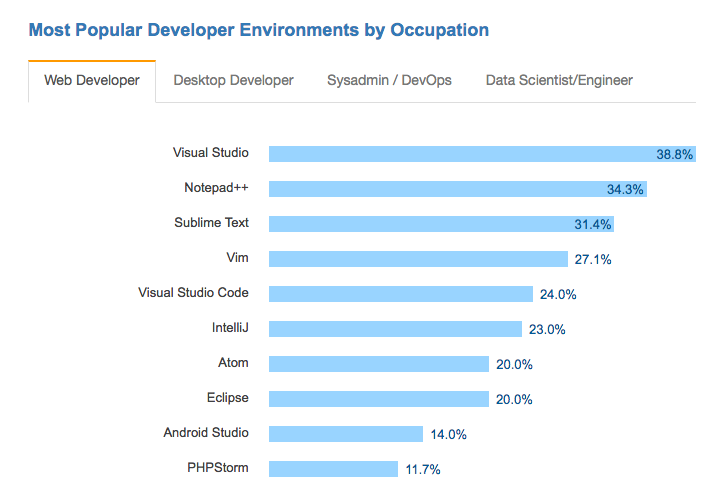 Most Popular Developer Environments by Occupation
Web Developer Desktop Developer Sysadmin / DevOps Data Scientist/Engineer
Visual Studio 38.8%
Notepad++ 34.3%
Sublime Text 31.4%
Vim 27.1%
Visual Studio Code 24.0%
IntelliJ 23.0%
Atom 20.0%
Eclipse 20.0%
Android Studio 14.0%
PHPStorm 11.7%